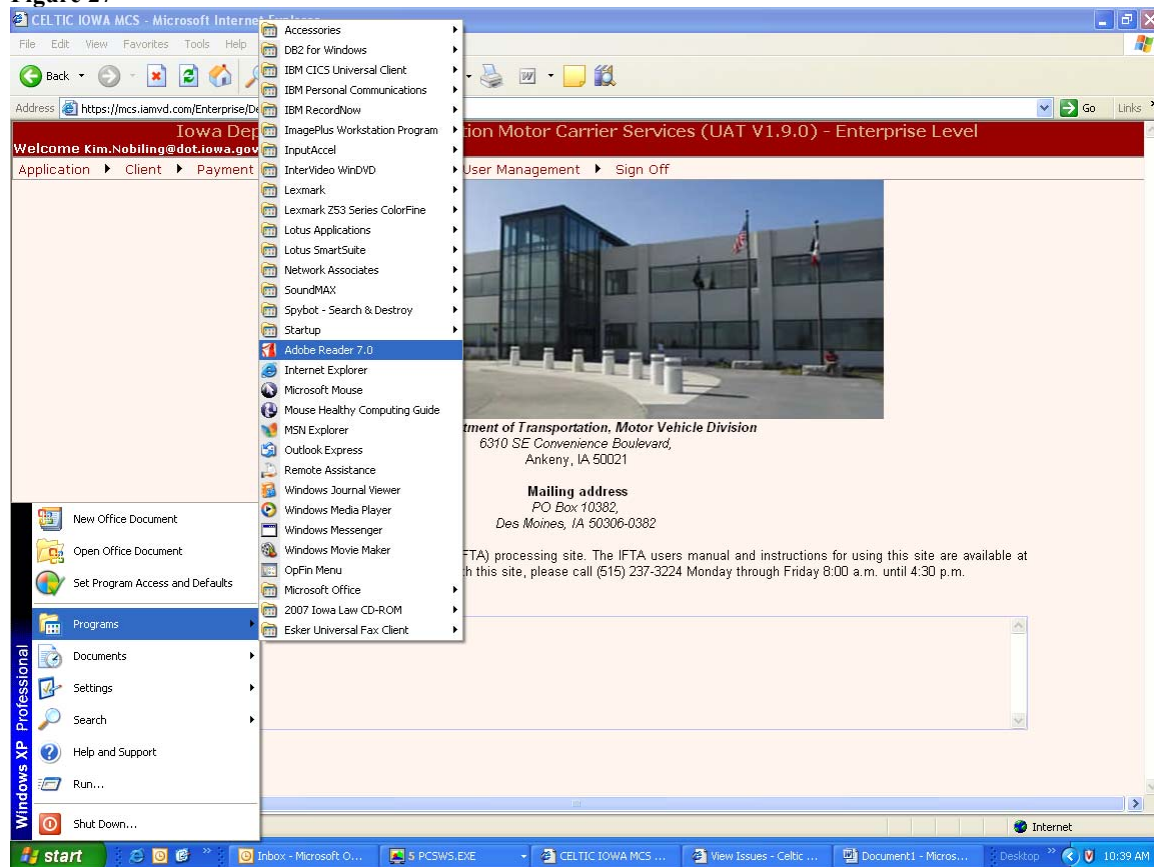 Figure 27
CELTIC IOWA MCS - Microsoft Internet Explorer
File Edit View Favorites Tools Help
Back
Address https://mcs.iamvd.com/Enterprise/De
Go Links
Iowa Dep
tion Motor Carrier Services (UAT V1.9.0) - Enterprise Level
Welcome Kim.Nobiling@dot.iowa.gov
Application Client Payment
User Management Sign Off
Accessories
DB2 for Windows
IBM CICS Universal Client
IBM Personal Communications
IBM RecordNow
ImagePlus Workstation Program
InputAccel
InterVideo WinDVD
Lexmark
Lexmark Z53 Series ColorFine
Lotus Applications
Lotus SmartSuite
Network Associates
SoundMAX
Spybot - Search & Destroy
Startup
Adobe Reader 7.0
Internet Explorer
Microsoft Mouse
Mouse Healthy Computing Guide
MSN Explorer
Outlook Express
Remote Assistance
Windows Journal Viewer
Windows Media Player
Windows Messenger
Windows Movie Maker
OpFin Menu
Microsoft Office
2007 Iowa Law CD-ROM
Esker Universal Fax Client
tment of Transportation, Motor Vehicle Division
6310 SE Convenience Boulevard,
Ankeny, IA 50021
Mailing address
PO Box 10382,
Des Moines, IA 50306-0382
FTA) processing site. The IFTA users manual and instructions for using this site are available at
h this site, please call (515) 237-3224 Monday through Friday 8:00 a.m. until 4:30 p.m.
New Office Document
Open Office Document
Set Program Access and Defaults
Programs
Documents
Settings
Search
Help and Support
Run...
Shut Down...
Windows XP Professional
Internet
start
Inbox - Microsoft O...
5 PCSWS.EXE
CELTIC IOWA MCS ...
View Issues - Celtic ...
Document1 - Micros...
Desktop
10:39 AM